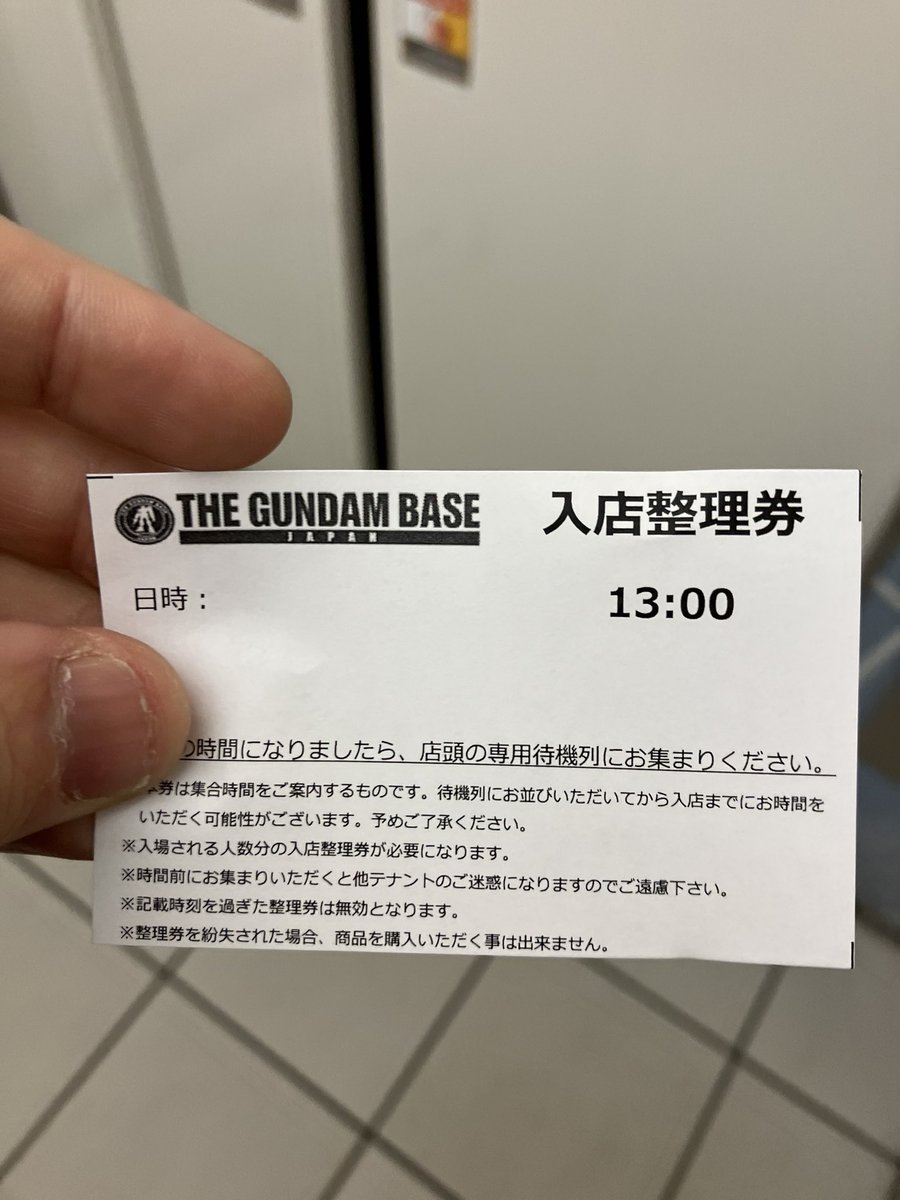 THE GUNDAM BASE
JAPAN
入店整理券
日時：
13:00
の時間になりましたら、店頭の専用待機列にお集まりください。
券は集合時間をご案内するものです。待機列にお並びいただいてから入店までにお時間を
いただく可能性がございます。予めご了承ください。
※入場される人数分の入店整理券が必要になります。
※時間前にお集まりいただくと他テナントのご迷惑になりますのでご遠慮下さい。
※記載時刻を過ぎた整理券は無効となります。
※整理券を紛失された場合、商品を購入いただく事は出来ません。